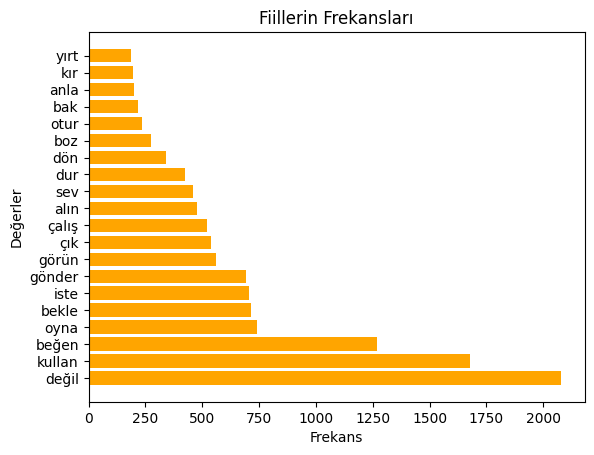 Fiillerin Frekansları
Değerler
yırt
kır
anla
bak
otur
boz
dön
dur
sev
alın
çalış
çık
görün
gönder
iste
bekle
oyna
beğen
kullan
değil
0 250 500 750 1000 1250 1500 1750 2000
Frekans